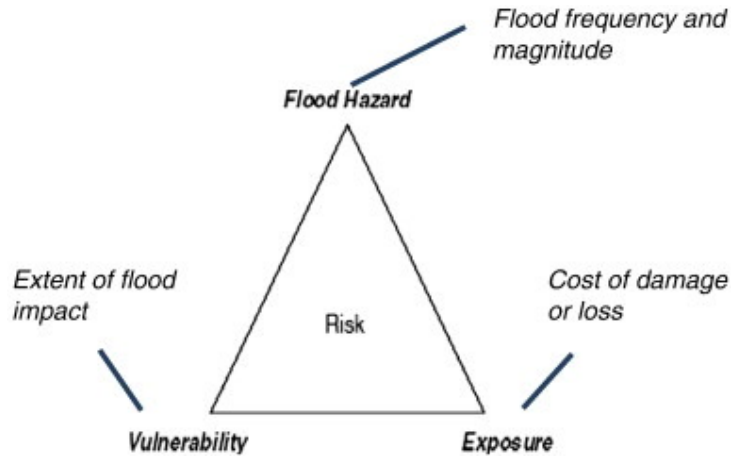 Flood frequency and
magnitude
Flood Hazard
Extent of flood
impact
Cost of damage
or loss
Risk
Vulnerability
Exposure